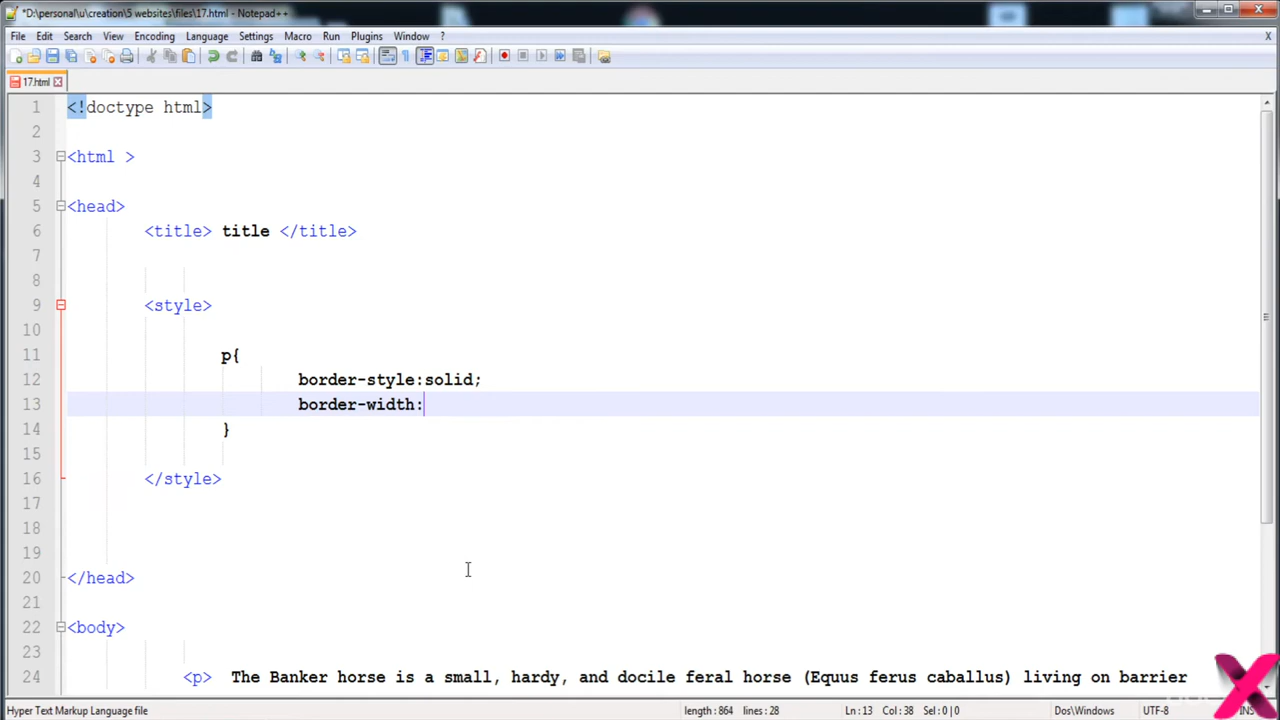 *D:\personal\u\creation\5 websites\files\17.html - Notepad++
File Edit Search View Encoding Language Settings Macro Run Plugins Window ? X
17.html
1 <!doctype html>
2
3 <html >
4
5 <head>
6 <title> title </title>
7
8
9 <style>
10
11 p{
12 border-style:solid;
13 border-width:
14 }
15
16 </style>
17
18
19
20 </head>
21
22 <body>
23
24 <p> The Banker horse is a small, hardy, and docile feral horse (Equus ferus caballus) living on barrier
Hyper Text Markup Language file length:864 lines:28 Ln:13 Col:38 Sel:0|0 Dos\Windows UTF-8 INS